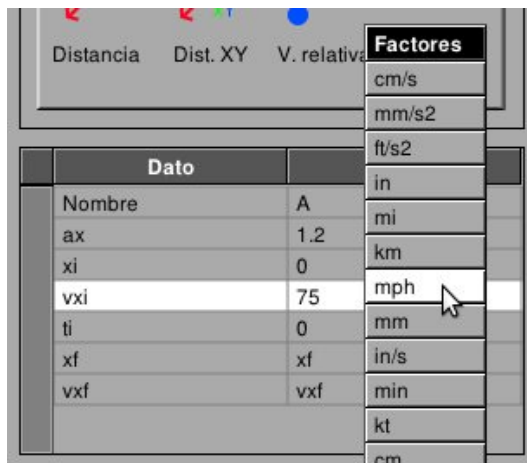 Distancia Dist. XY V. relativa
Factores
cm/s
mm/s2
ft/s2
in
mi
km
mph
mm
in/s
min
kt
cm
Dato
Nombre A
ax 1.2
xi 0
vxi 75
ti 0
xf xf
vxf vxf